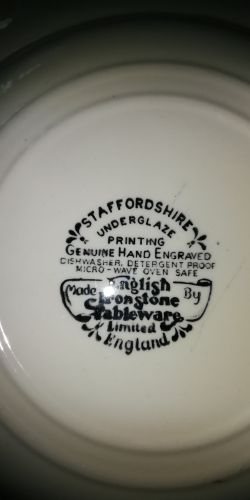 STAFFORDSHIRE
UNDERGLAZE
PRINTING
GENUINE HAND ENGRAVED
DISHWASHER, DETERGENT PROOF
MICRO-WAVE OVEN SAFE
Made English By
Ironstone
Tableware
Limited
England